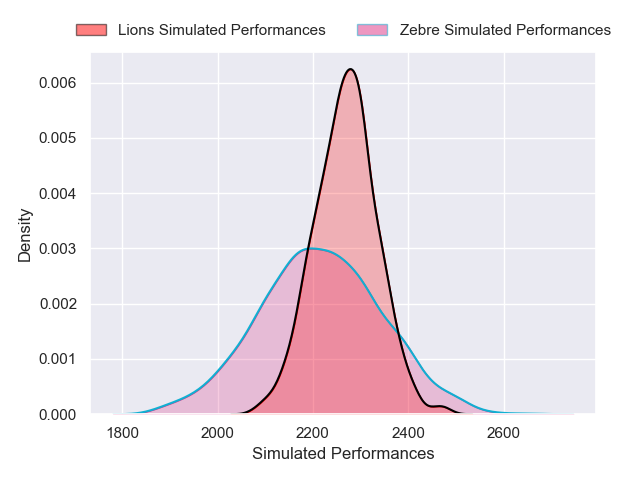 Lions Simulated Performances Zebre Simulated Performances
0.006
0.005
0.004
0.003
0.002
0.001
0.000
Density
1800 2000 2200 2400 2600
Simulated Performances